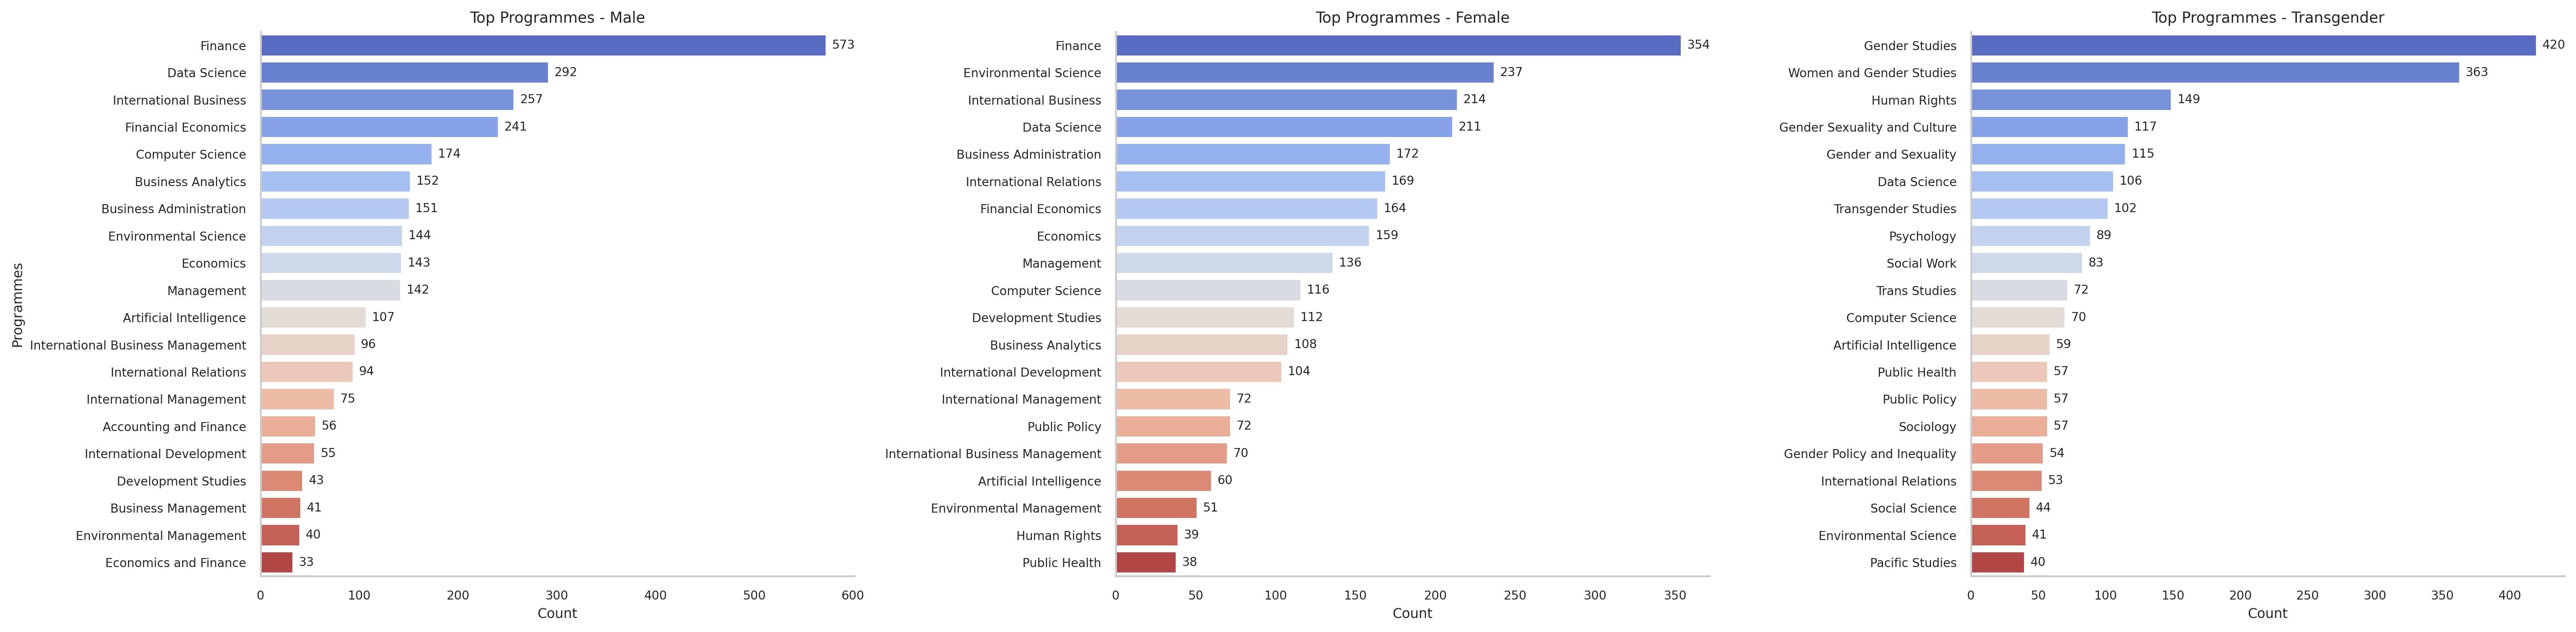 Top Programmes - Male
Programmes
Finance 573
Data Science 292
International Business 257
Financial Economics 241
Computer Science 174
Business Analytics 152
Business Administration 151
Environmental Science 144
Economics 143
Management 142
Artificial Intelligence 107
International Business Management 96
International Relations 94
International Management 75
Accounting and Finance 56
International Development 55
Development Studies 43
Business Management 41
Environmental Management 40
Economics and Finance 33
0 100 200 300 400 500 600
Count
Top Programmes - Female
Finance 354
Environmental Science 237
International Business 214
Data Science 211
Business Administration 172
International Relations 169
Financial Economics 164
Economics 159
Management 136
Computer Science 116
Development Studies 112
Business Analytics 108
International Development 104
International Management 72
Public Policy 72
International Business Management 70
Artificial Intelligence 60
Environmental Management 51
Human Rights 39
Public Health 38
0 50 100 150 200 250 300 350
Count
Top Programmes - Transgender
Gender Studies 420
Women and Gender Studies 363
Human Rights 149
Gender Sexuality and Culture 117
Gender and Sexuality 115
Data Science 106
Transgender Studies 102
Psychology 89
Social Work 83
Trans Studies 72
Computer Science 70
Artificial Intelligence 59
Public Health 57
Public Policy 57
Sociology 57
Gender Policy and Inequality 54
International Relations 53
Social Science 44
Environmental Science 41
Pacific Studies 40
0 50 100 150 200 250 300 350 400
Count